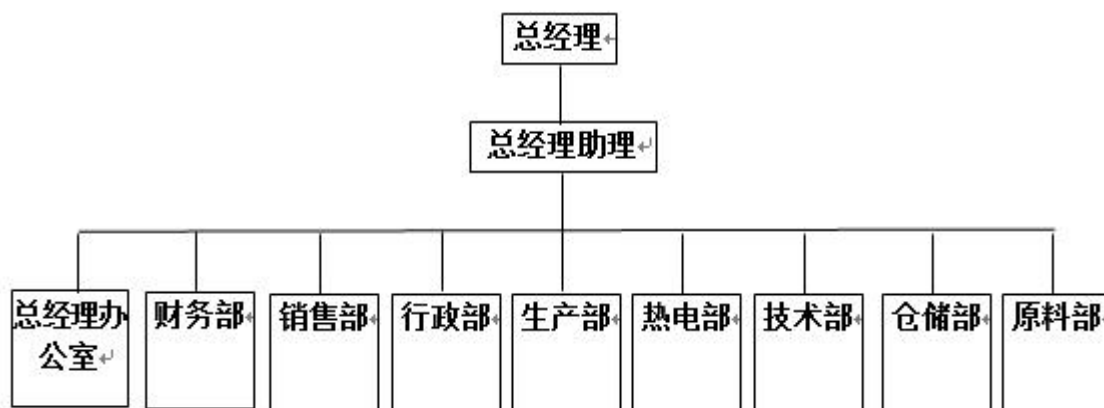 总经理
总经理助理
总经理办
公室
财务部
销售部
行政部
生产部
热电部
技术部
仓储部
原料部